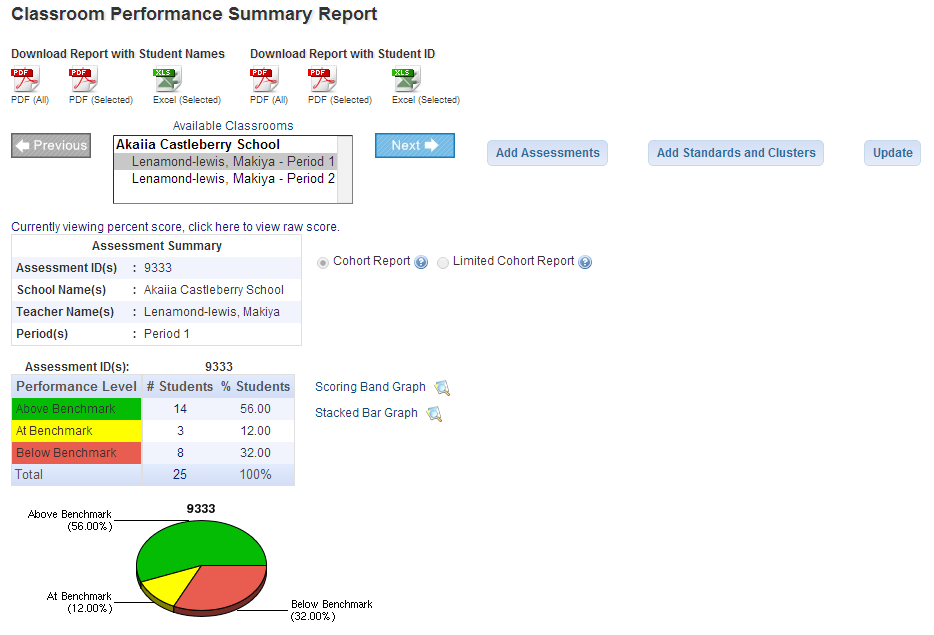 Classroom Performance Summary Report
Download Report with Student Names Download Report with Student ID
PDF PDF XLS PDF PDF XLS
PDF (All) PDF (Selected) Excel (Selected) PDF (All) PDF (Selected) Excel (Selected)
Available Classrooms
Previous
Akaiia Castleberry School
Lenamond-lewis, Makiya - Period 1
Lenamond-lewis, Makiya - Period 2
Next
Add Assessments
Add Standards and Clusters
Update
Currently viewing percent score, click here to view raw score.
Assessment Summary
Assessment ID(s) : 9333
School Name(s) : Akaiia Castleberry School
Teacher Name(s) : Lenamond-lewis, Makiya
Period(s) : Period 1
Cohort Report ? Limited Cohort Report ?
Assessment ID(s): 9333
Performance Level # Students % Students
Above Benchmark 14 56.00
At Benchmark 3 12.00
Below Benchmark 8 32.00
Total 25 100%
Scoring Band Graph
Stacked Bar Graph
9333
Above Benchmark
(56.00%)
At Benchmark
(12.00%)
Below Benchmark
(32.00%)